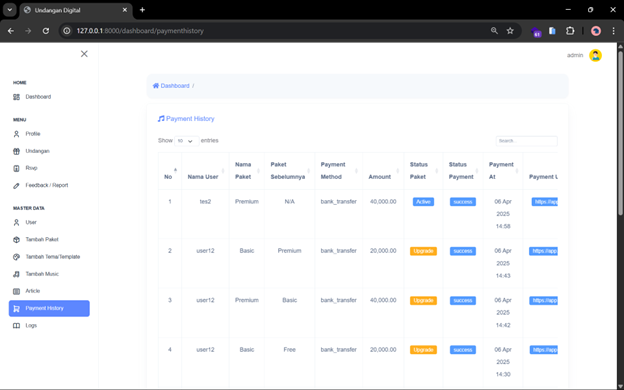 Undangan Digital
127.0.0.1:8000/dashboard/paymenthistory
61
admin
HOME
Dashboard
MENU
Profile
Undangan
Rsvp
Feedback / Report
MASTER DATA
User
Tambah Paket
Tambah Tema/Template
Tambah Music
Article
Payment History
Logs
Dashboard /
Payment History
Show 10 entries
Search
No Nama User Nama Paket Paket Sebelumnya Payment Method Amount Status Paket Status Payment Payment At Payment L
1 tes2 Premium N/A bank_transfer 40,000.00 Active success 06 Apr 2025 14:58 https://app
2 user12 Basic Premium bank_transfer 20,000.00 Upgrade success 06 Apr 2025 14:43 https://app
3 user12 Premium Basic bank_transfer 40,000.00 Upgrade success 06 Apr 2025 14:42 https://app
4 user12 Basic Free bank_transfer 20,000.00 Upgrade success 06 Apr 2025 14:30 https://app